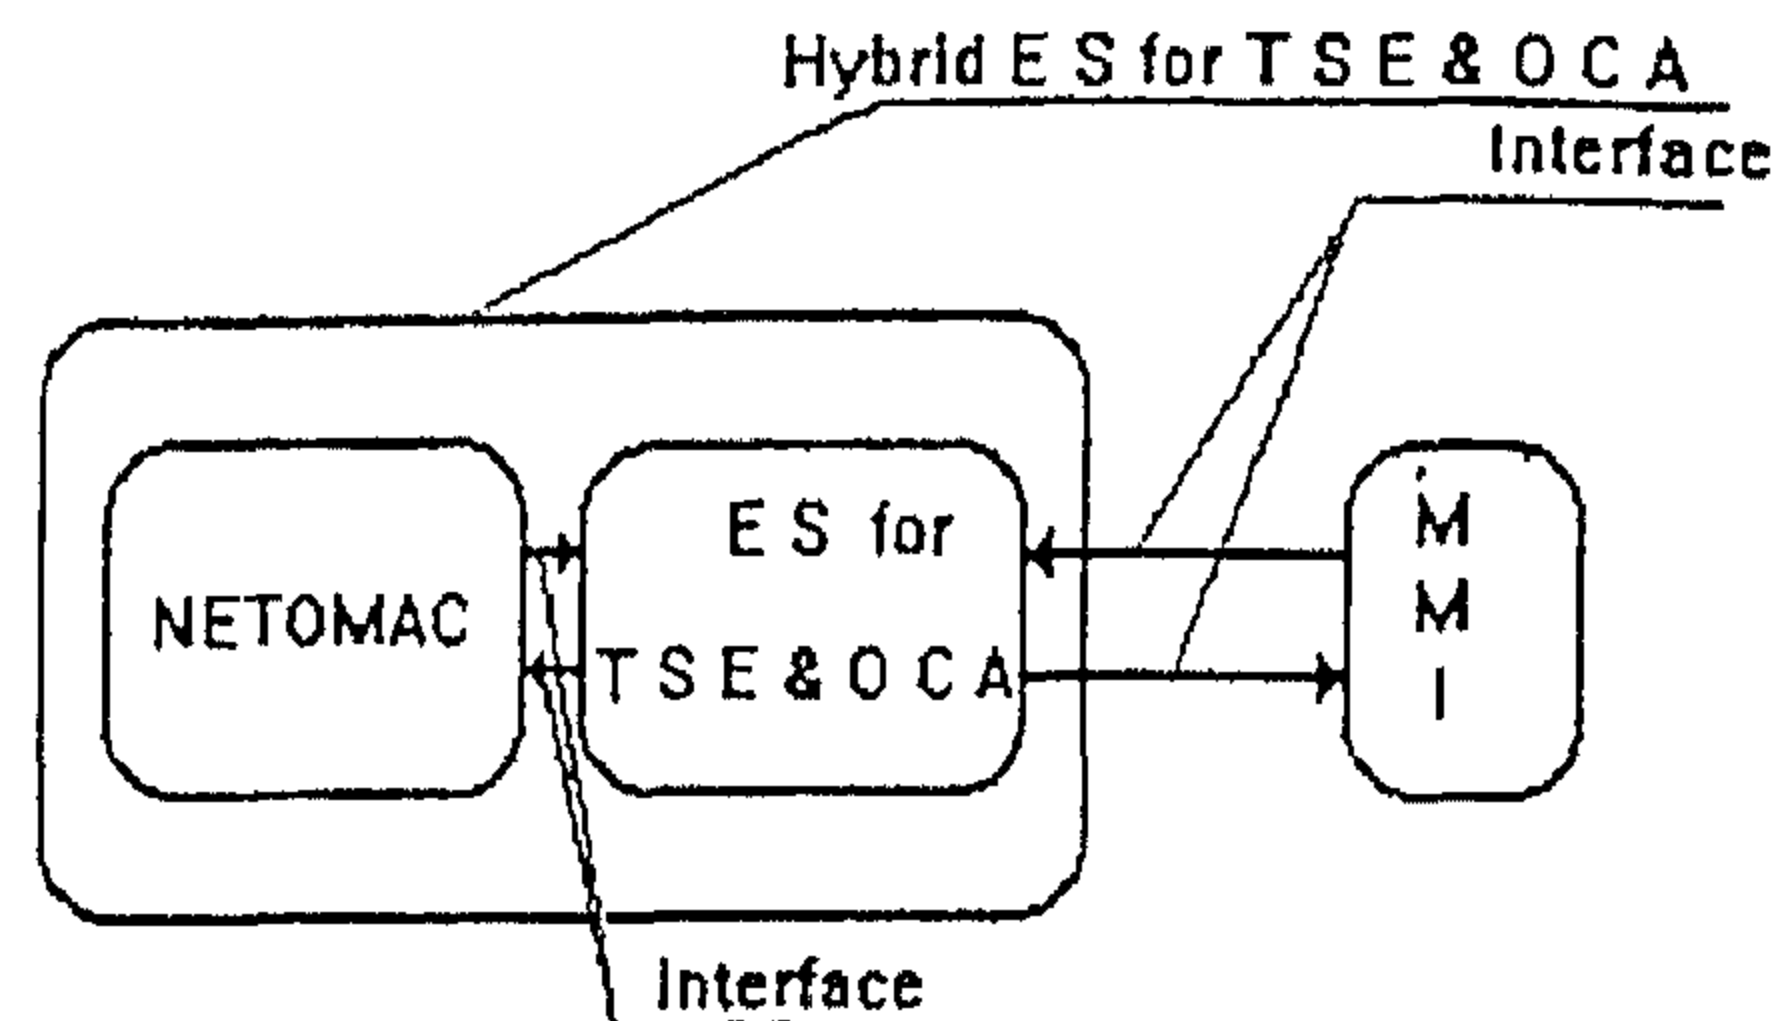 Hybrid E S for T S E & O C A
Interface
NETOMAC
E S for
T S E & O C A
M
M
I
Interface